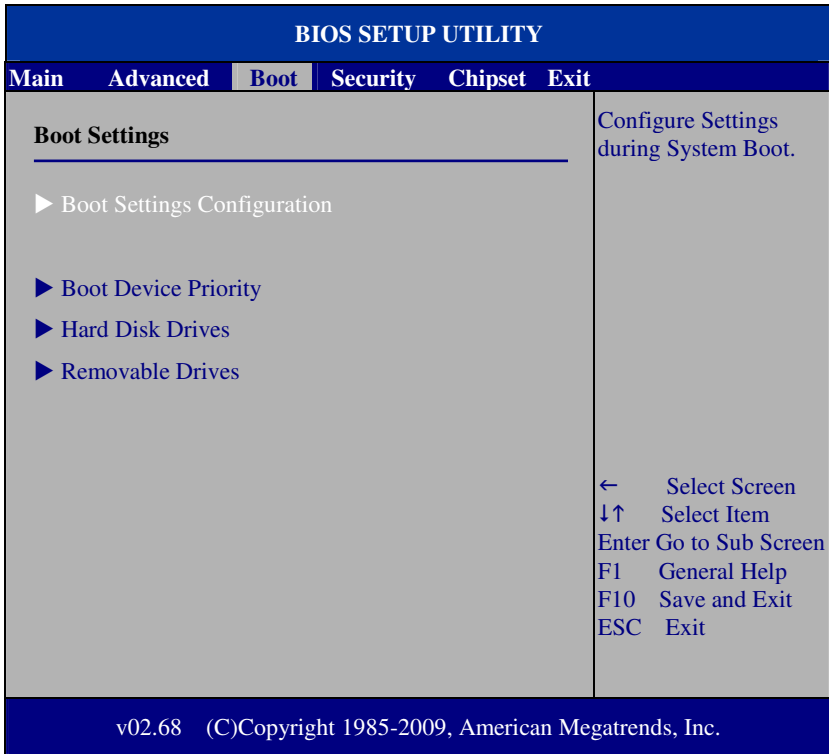 BIOS SETUP UTILITY
Main Advanced Boot Security Chipset Exit
Boot Settings
▶ Boot Settings Configuration
▶ Boot Device Priority
▶ Hard Disk Drives
▶ Removable Drives
Configure Settings
during System Boot.
← Select Screen
↓↑ Select Item
Enter Go to Sub Screen
F1 General Help
F10 Save and Exit
ESC Exit
v02.68 (C)Copyright 1985-2009, American Megatrends, Inc.